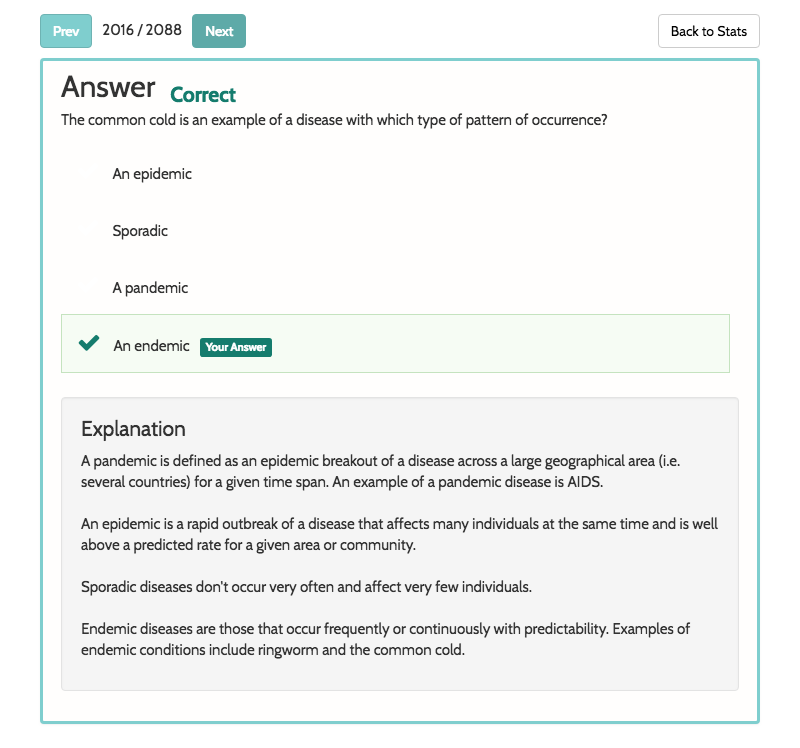 Prev 2016 / 2088 Next Back to Stats
Answer Correct
The common cold is an example of a disease with which type of pattern of occurrence?
An epidemic
Sporadic
A pandemic
An endemic Your Answer
Explanation
A pandemic is defined as an epidemic breakout of a disease across a large geographical area (i.e.
several countries) for a given time span. An example of a pandemic disease is AIDS.
An epidemic is a rapid outbreak of a disease that affects many individuals at the same time and is well
above a predicted rate for a given area or community.
Sporadic diseases don't occur very often and affect very few individuals.
Endemic diseases are those that occur frequently or continuously with predictability. Examples of
endemic conditions include ringworm and the common cold.